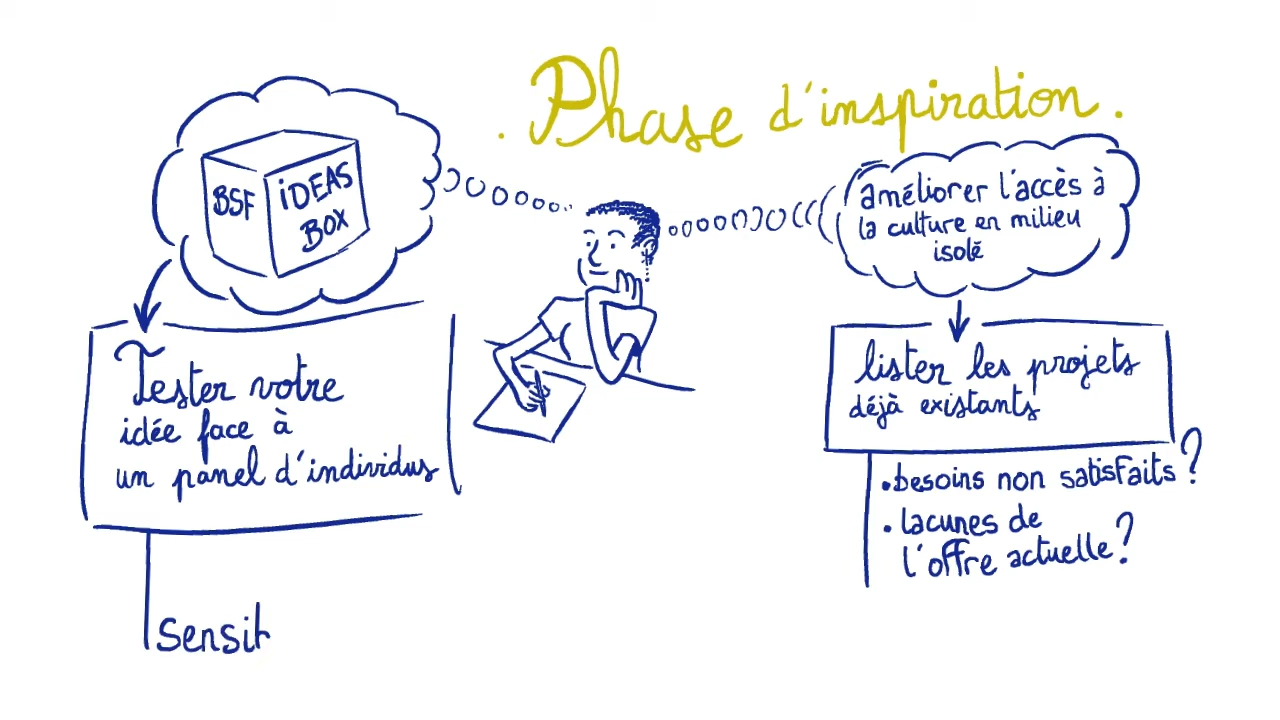 . Phase d'inspiration .
BSF
iDEAS
BOX
améliorer l'accès à
la culture en milieu
isolé
Tester votre
idée face à
un panel d'individus
Sensit
lister les projets
déjà existants
• besoins non satisfaits ?
• lacunes de
l'offre actuelle ?